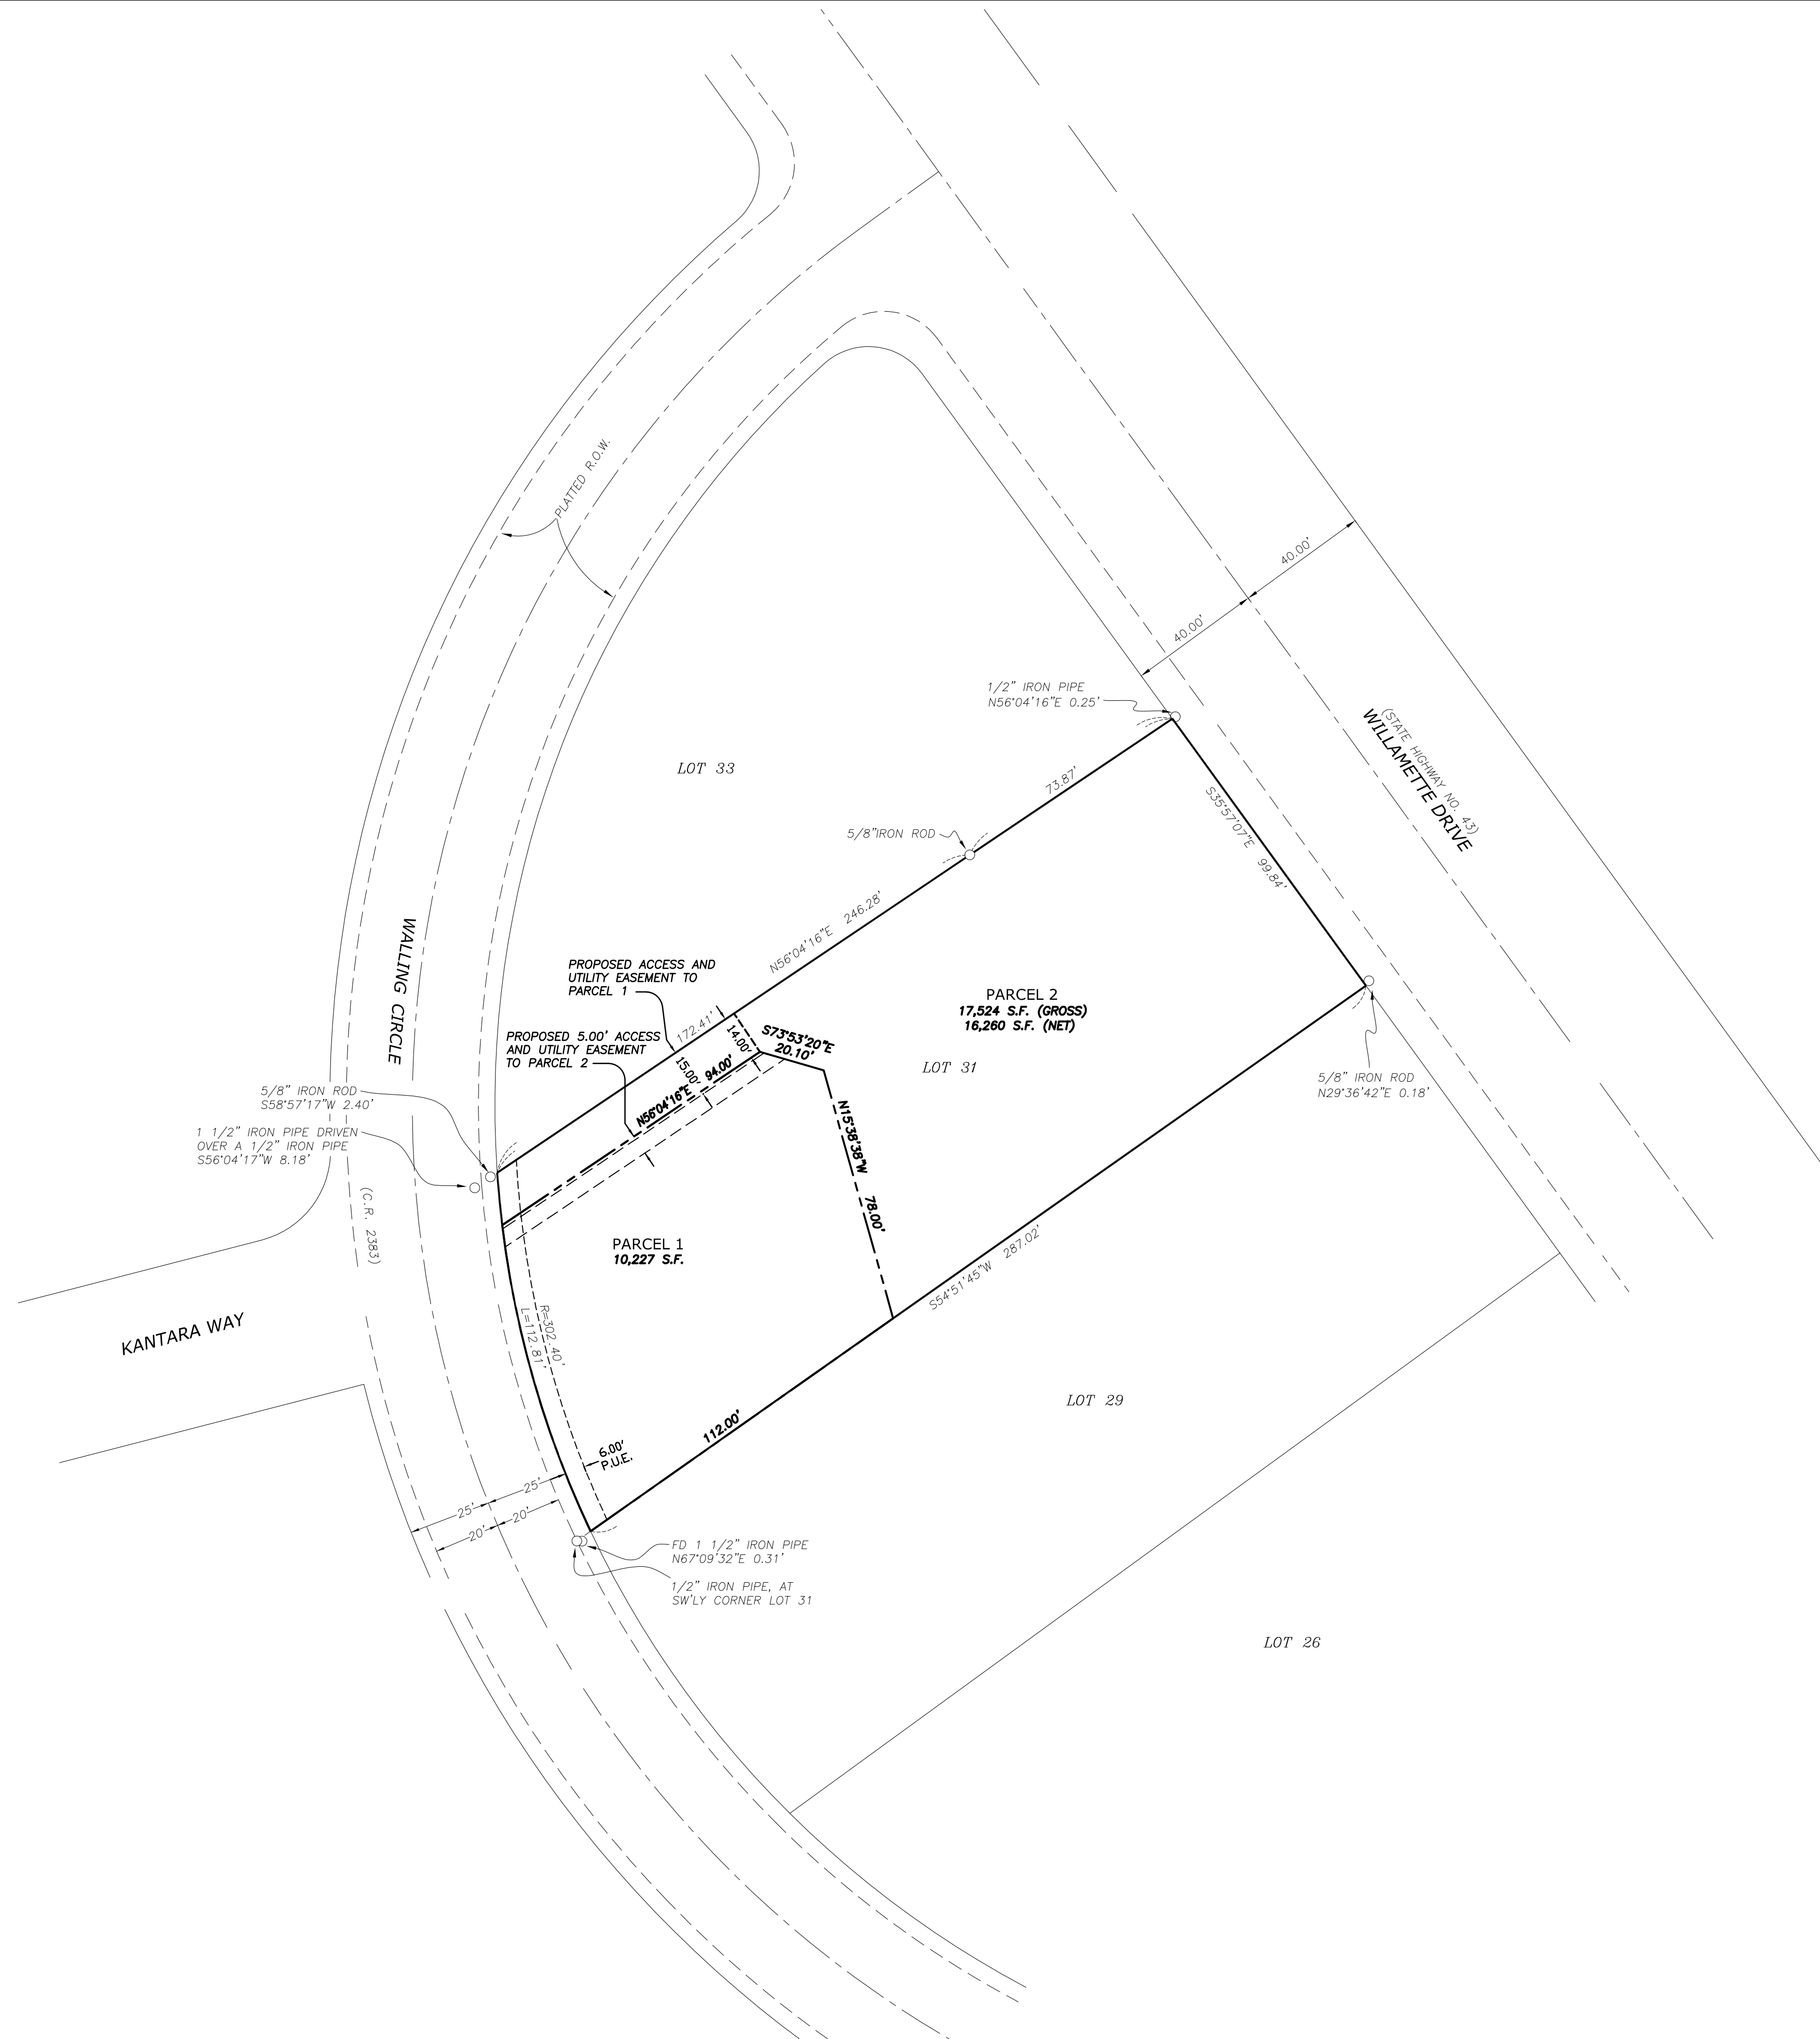 PLATTED R.O.W.
40.00'
40.00'
1/2" IRON PIPE
N56°04'16"E 0.25'
(STATE HIGHWAY NO. 43)
WILLAMETTE DRIVE
LOT 33
73.87'
S35°57'07"E 99.84'
5/8"IRON ROD
N56°04'16"E 246.28'
WALLING CIRCLE
PROPOSED ACCESS AND
UTILITY EASEMENT TO
PARCEL 1
172.41'
14.00'
PARCEL 2
17,524 S.F. (GROSS)
16,260 S.F. (NET)
S73°53'20"E
20.10'
PROPOSED 5.00' ACCESS
AND UTILITY EASEMENT
TO PARCEL 2
15.00'
N56°04'16"E 94.00'
LOT 31
5/8" IRON ROD
S58°57'17"W 2.40'
5/8" IRON ROD
N29°36'42"E 0.18'
1 1/2" IRON PIPE DRIVEN
OVER A 1/2" IRON PIPE
S56°04'17"W 8.18'
N15°38'38"W 78.00'
(C.R. 2383)
PARCEL 1
10,227 S.F.
S54°51'45"W 287.02'
R=302.40'
L=112.81'
KANTARA WAY
LOT 29
112.00'
6.00'
P.U.E.
25'
25'
20'
20'
FD 1 1/2" IRON PIPE
N67°09'32"E 0.31'
1/2" IRON PIPE, AT
SW'LY CORNER LOT 31
LOT 26